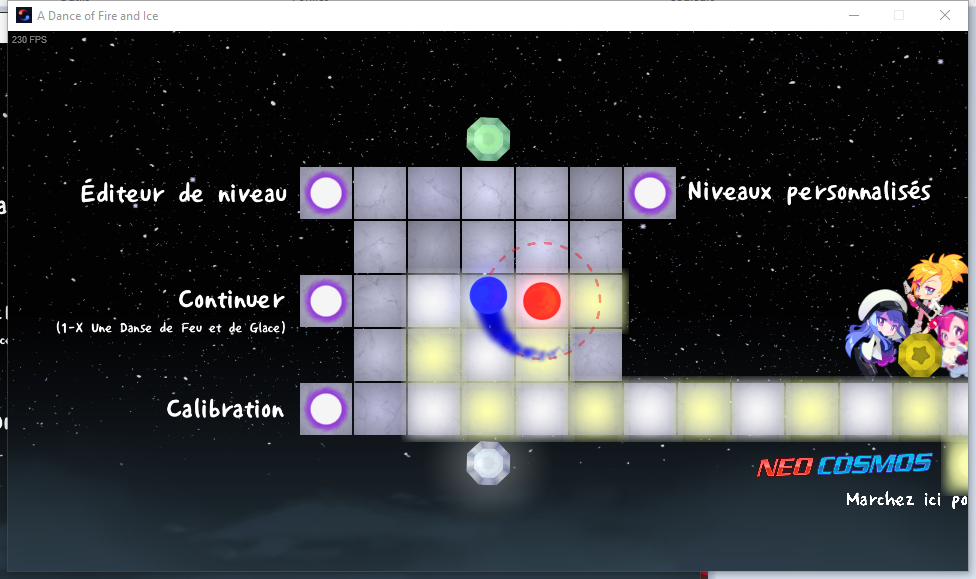 A Dance of Fire and Ice
230 FPS
Éditeur de niveau
Niveaux personnalisés
Continuer
(1-X Une Danse de Feu et de Glace)
Calibration
NEO COSMOS
Marchez ici